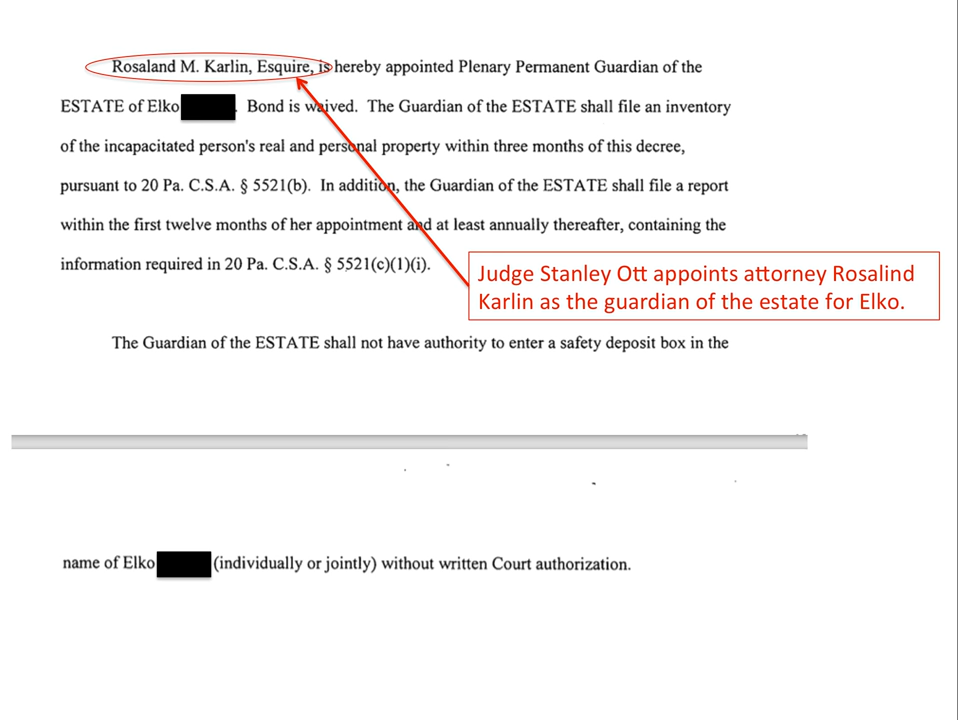 Rosaland M. Karlin, Esquire, is hereby appointed Plenary Permanent Guardian of the
ESTATE of Elko . Bond is waived. The Guardian of the ESTATE shall file an inventory
of the incapacitated person's real and personal property within three months of this decree,
pursuant to 20 Pa. C.S.A. § 5521(b). In addition, the Guardian of the ESTATE shall file a report
within the first twelve months of her appointment and at least annually thereafter, containing the
information required in 20 Pa. C.S.A. § 5521(c)(1)(i).
Judge Stanley Ott appoints attorney Rosalind
Karlin as the guardian of the estate for Elko.
The Guardian of the ESTATE shall not have authority to enter a safety deposit box in the
name of Elko (individually or jointly) without written Court authorization.